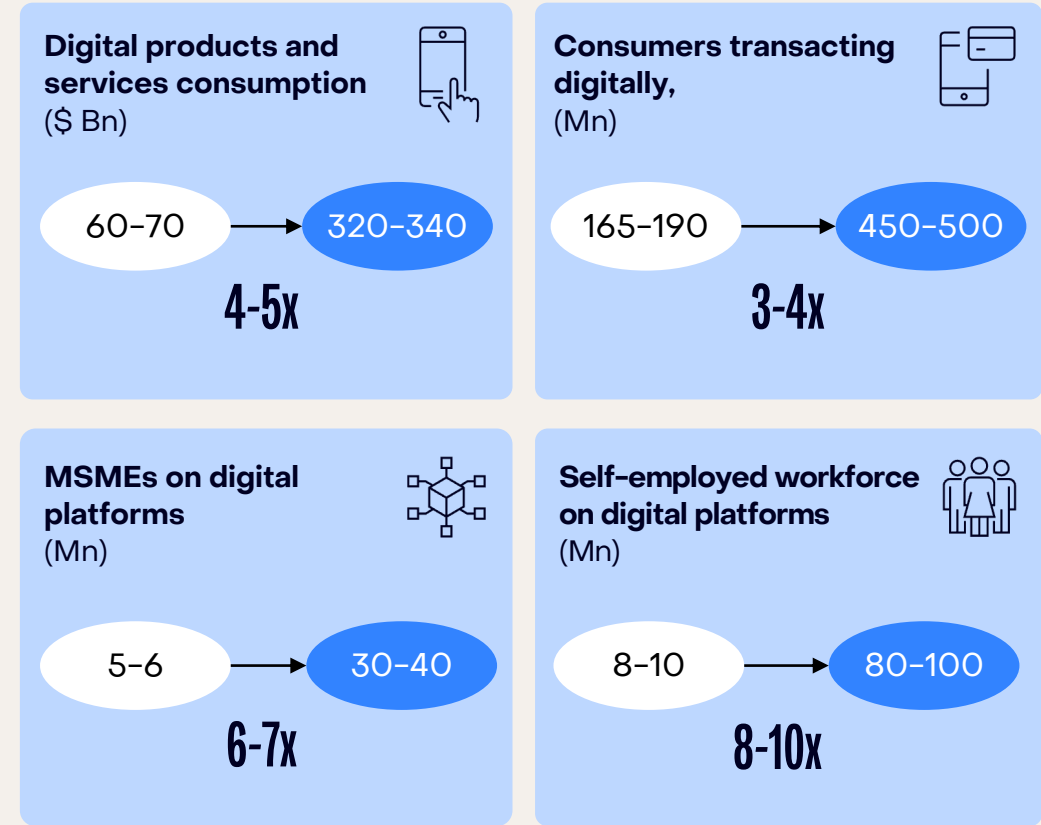 Digital products and
services consumption
($ Bn)
60–70
320–340
4-5x
Consumers transacting
digitally,
(Mn)
165–190
450–500
3-4x
MSMEs on digital
platforms
(Mn)
5–6
30–40
6-7x
Self-employed workforce
on digital platforms
(Mn)
8–10
80–100
8-10x